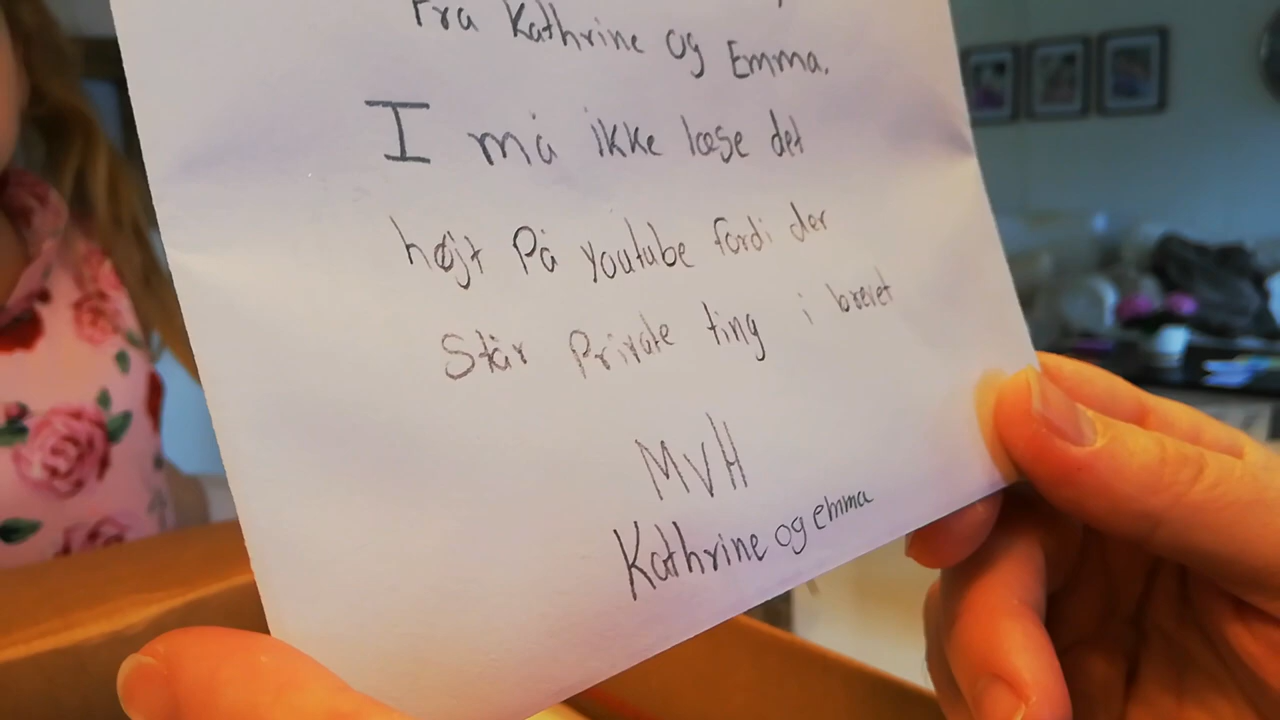 Fra Kathrine og Emma.
I må ikke læse det
højt På youtube fordi der
Står Private ting i brevet
MVH
Kathrine og emma